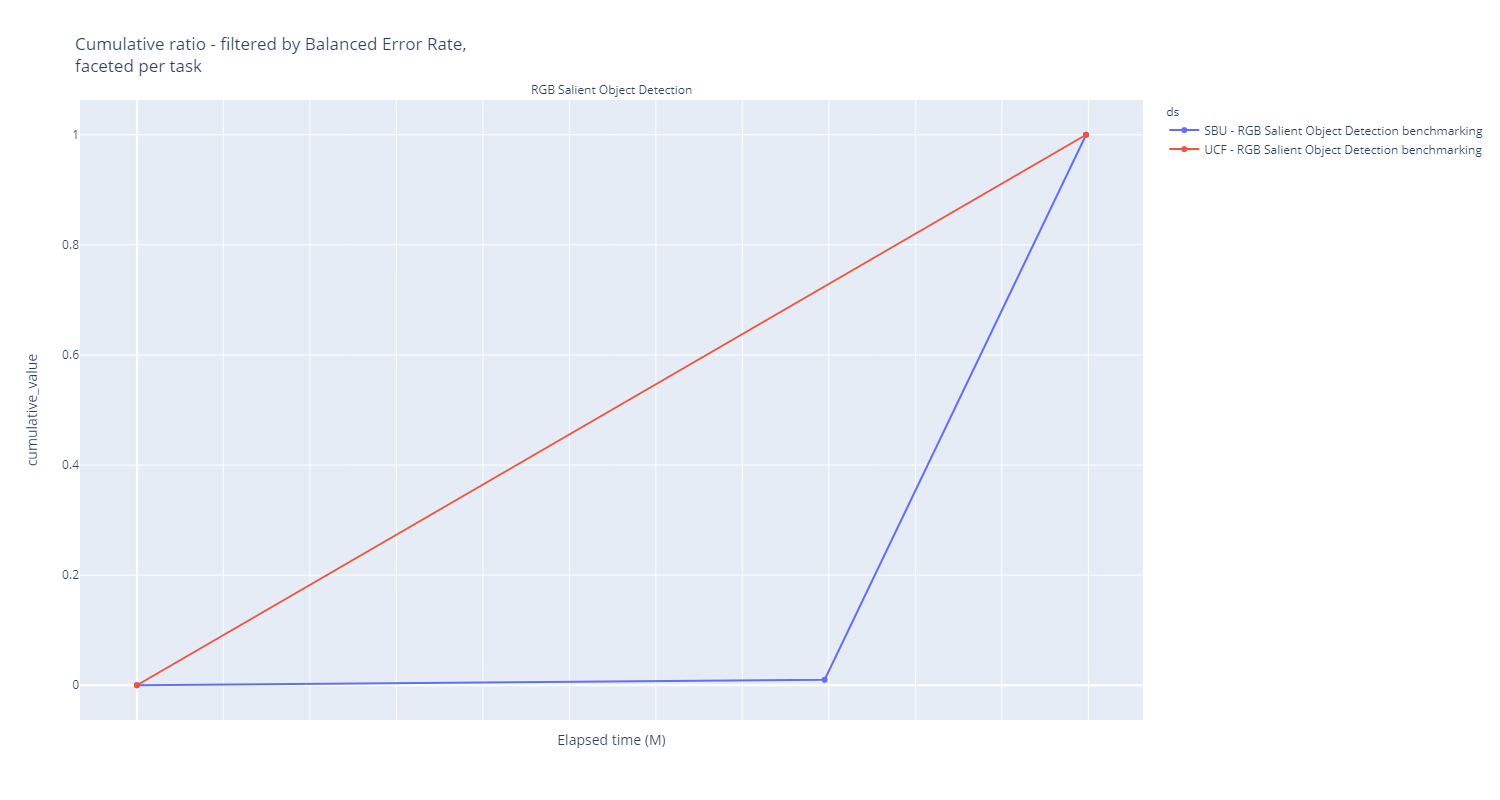 Cumulative ratio - filtered by Balanced Error Rate,
faceted per task
RGB Salient Object Detection
ds
SBU - RGB Salient Object Detection benchmarking
UCF - RGB Salient Object Detection benchmarking
1
0.8
0.6
0.4
0.2
0
cumulative_value
Elapsed time (M)